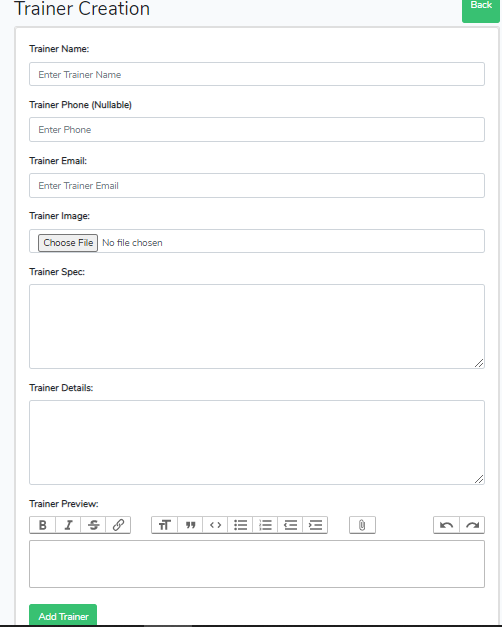 Trainer Creation
Back
Trainer Name:
Enter Trainer Name
Trainer Phone (Nullable)
Enter Phone
Trainer Email:
Enter Trainer Email
Trainer Image:
Choose File No file chosen
Trainer Spec:
Trainer Details:
Trainer Preview:
Add Trainer